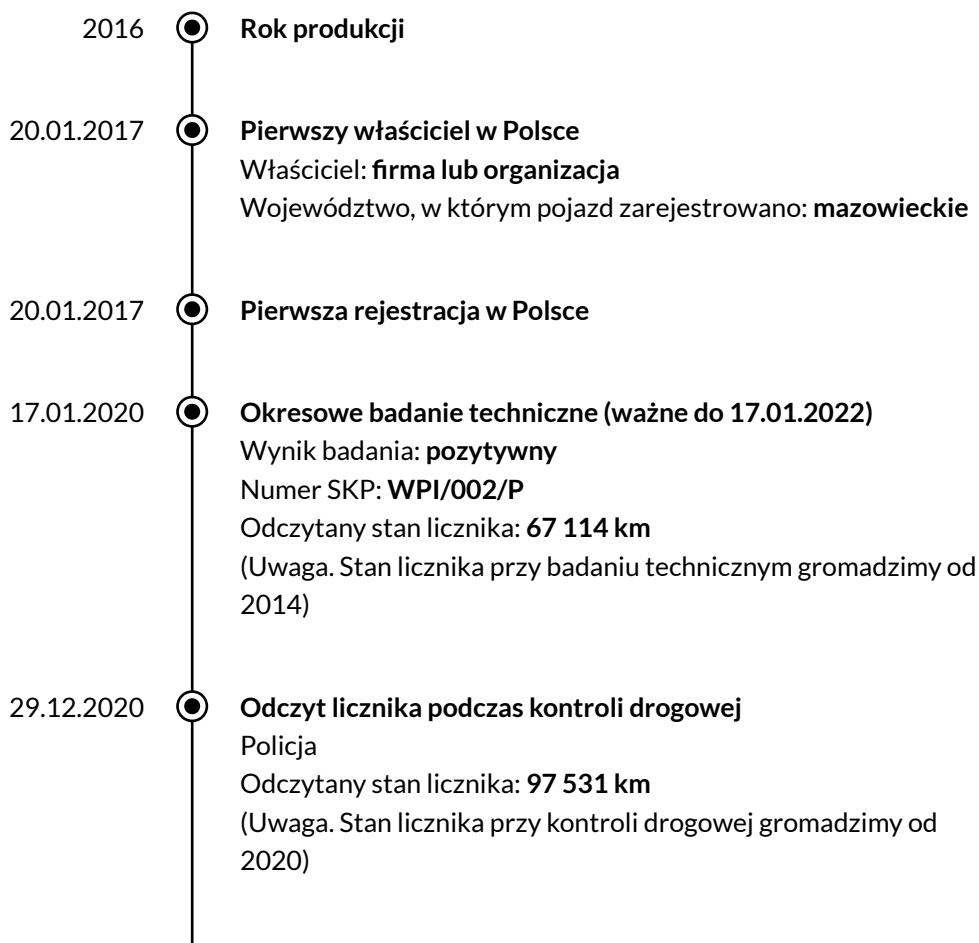 2016
Rok produkcji
20.01.2017
Pierwszy właściciel w Polsce
Właściciel: firma lub organizacja
Województwo, w którym pojazd zarejestrowano: mazowieckie
20.01.2017
Pierwsza rejestracja w Polsce
17.01.2020
Okresowe badanie techniczne (ważne do 17.01.2022)
Wynik badania: pozytywny
Numer SKP: WPI/002/P
Odczytany stan licznika: 67 114 km
(Uwaga. Stan licznika przy badaniu technicznym gromadzimy od
2014)
29.12.2020
Odczyt licznika podczas kontroli drogowej
Policja
Odczytany stan licznika: 97 531 km
(Uwaga. Stan licznika przy kontroli drogowej gromadzimy od
2020)